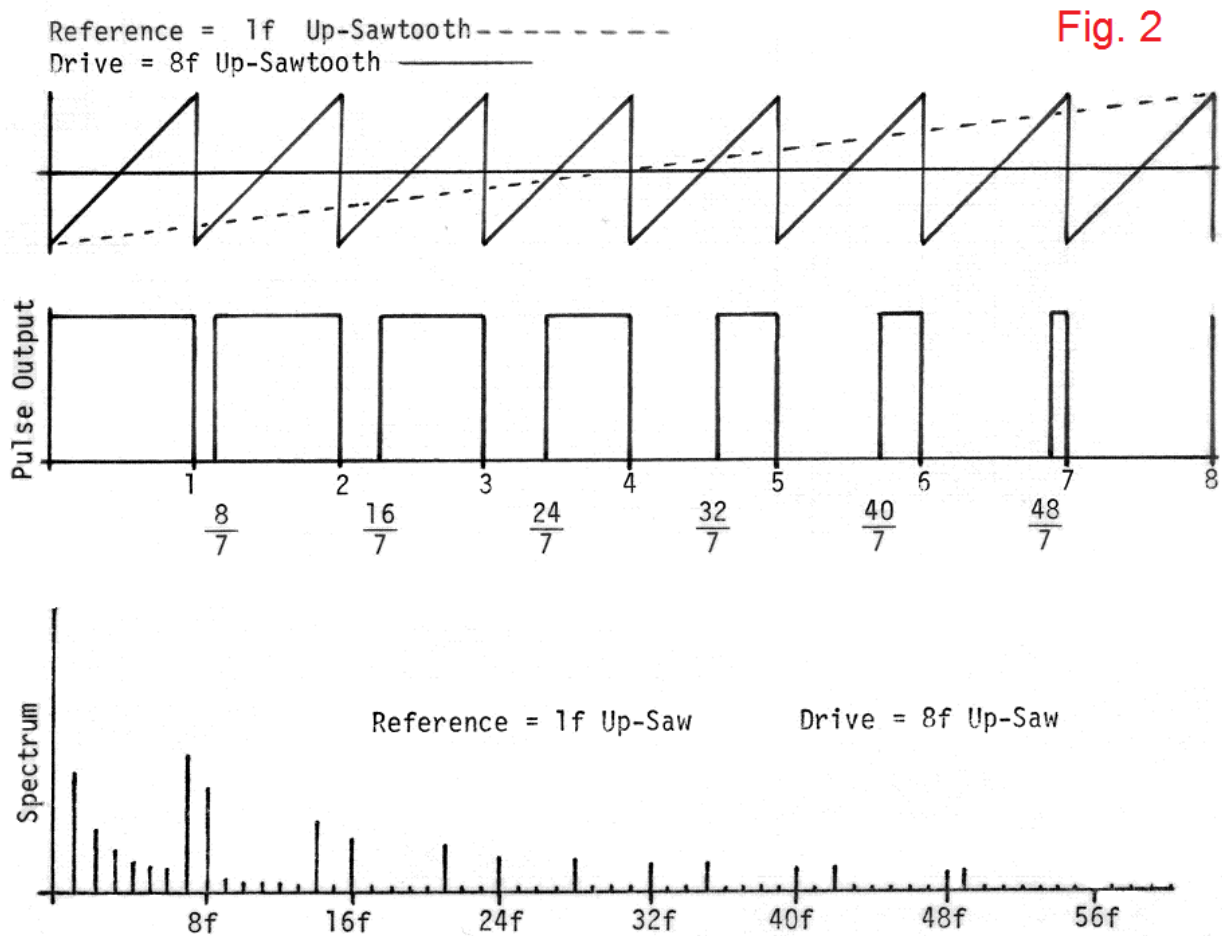 Reference = 1f Up-Sawtooth
Fig. 2
Drive = 8f Up-Sawtooth
Pulse Output
1 2 3 4 5 6 7 8
8/7 16/7 24/7 32/7 40/7 48/7
Spectrum
Reference = 1f Up-Saw Drive = 8f Up-Saw
8f 16f 24f 32f 40f 48f 56f